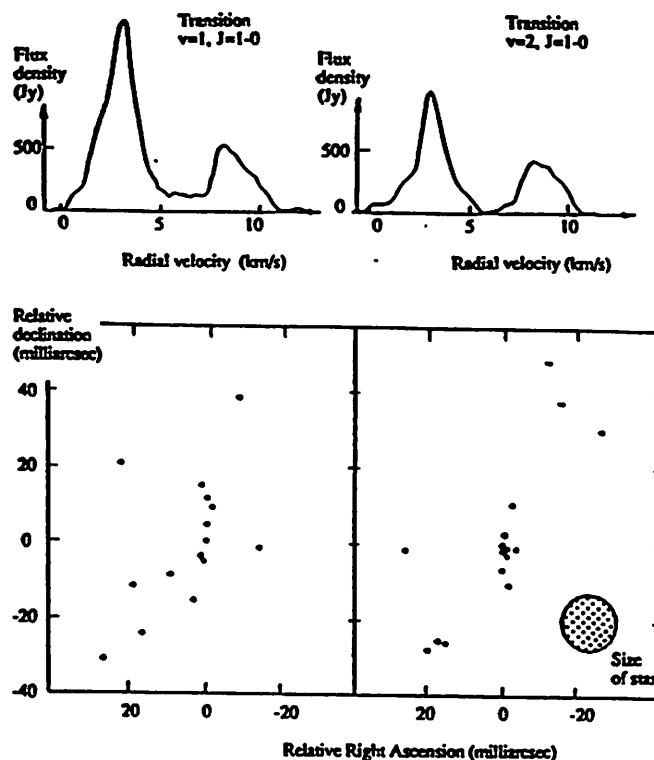 Transition
v=1, J=1-0
Flux
density
(Jy)
500
0
0
5
10
Radial velocity (km/s)
Transition
v=2, J=1-0
Flux
density
(Jy)
500
0
0
5
10
Radial velocity (km/s)
Relative
declination
(milliarcsec)
40
20
0
-20
-40
20
0
-20
20
0
-20
Size
of star
Relative Right Ascension (milliarcsec)